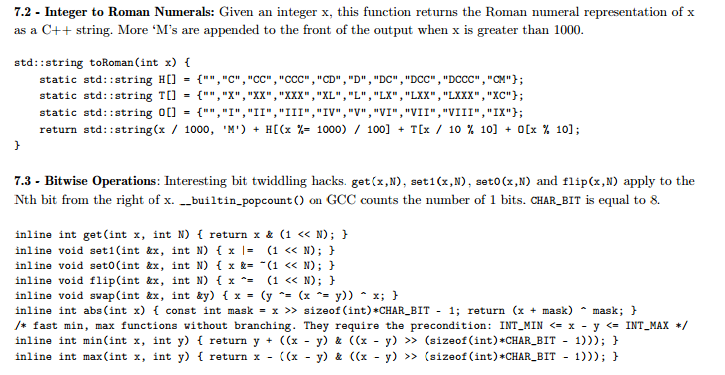 7.2 - Integer to Roman Numerals: Given an integer x, this function returns the Roman numeral representation of x
as a C++ string. More 'M's are appended to the front of the output when x is greater than 1000.
std::string toRoman(int x) {
    static std::string H[] = {"","C","CC","CCC","CD","D","DC","DCC","DCCC","CM"};
    static std::string T[] = {"","X","XX","XXX","XL","L","LX","LXX","LXXX","XC"};
    static std::string O[] = {"","I","II","III","IV","V","VI","VII","VIII","IX"};
    return std::string(x / 1000, 'M') + H[(x %= 1000) / 100] + T[x / 10 % 10] + O[x % 10];
}
7.3 - Bitwise Operations: Interesting bit twiddling hacks. get(x,N), set1(x,N), set0(x,N) and flip(x,N) apply to the
Nth bit from the right of x. __builtin_popcount() on GCC counts the number of 1 bits. CHAR_BIT is equal to 8.
inline int get(int x, int N) { return x & (1 << N); }
inline void set1(int &x, int N) { x |= (1 << N); }
inline void set0(int &x, int N) { x &= ~(1 << N); }
inline void flip(int &x, int N) { x ^= (1 << N); }
inline void swap(int &x, int &y) { x = (y ^= (x ^= y)) ^ x; }
inline int abs(int x) { const int mask = x >> sizeof(int)*CHAR_BIT - 1; return (x + mask) ^ mask; }
/* fast min, max functions without branching. They require the precondition: INT_MIN <= x - y <= INT_MAX */
inline int min(int x, int y) { return y + ((x - y) & ((x - y) >> (sizeof(int)*CHAR_BIT - 1))); }
inline int max(int x, int y) { return x - ((x - y) & ((x - y) >> (sizeof(int)*CHAR_BIT - 1))); }